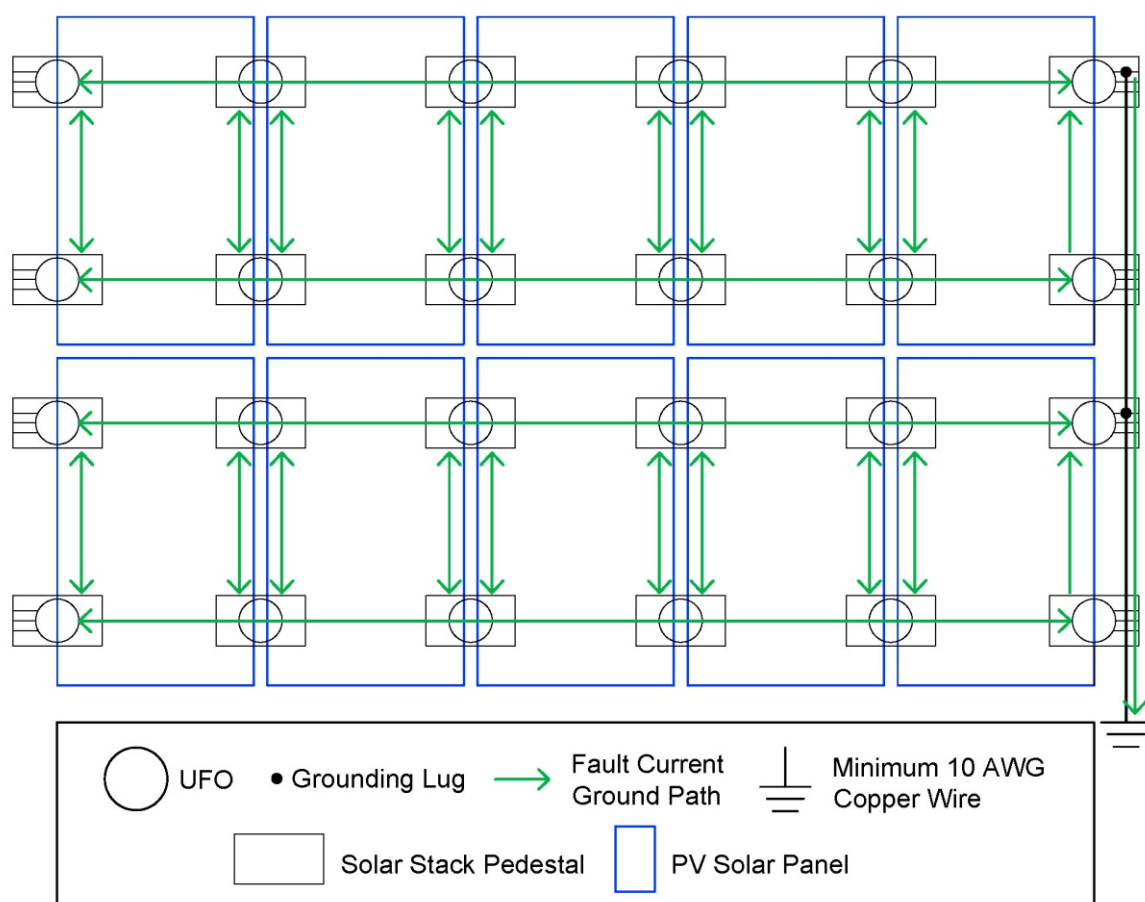 UFO
Grounding Lug
Fault Current
Ground Path
Minimum 10 AWG
Copper Wire
Solar Stack Pedestal
PV Solar Panel